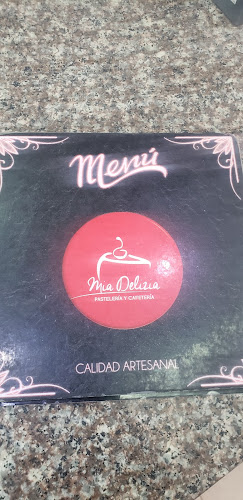 Menú
Mia Delizia
PASTELERÍA Y CAFETERÍA
CALIDAD ARTESANAL